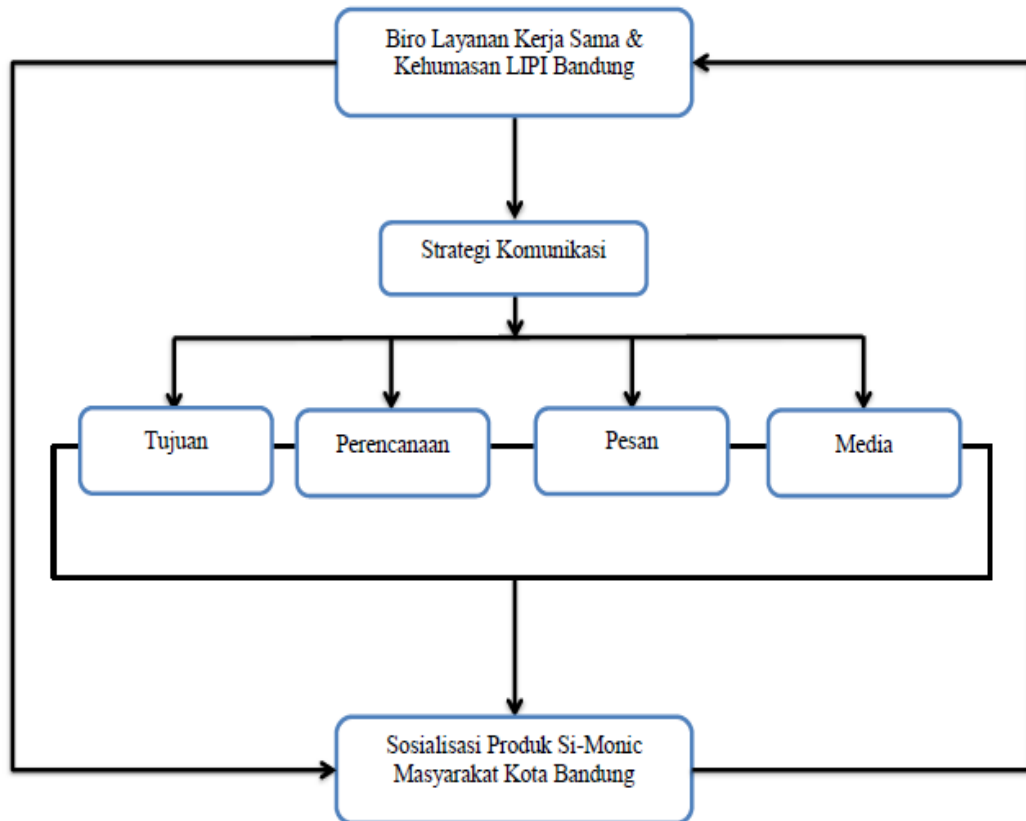 Biro Layanan Kerja Sama &
Kehumasan LIPI Bandung
Strategi Komunikasi
Tujuan
Perencanaan
Pesan
Media
Sosialisasi Produk Si-Monic
Masyarakat Kota Bandung